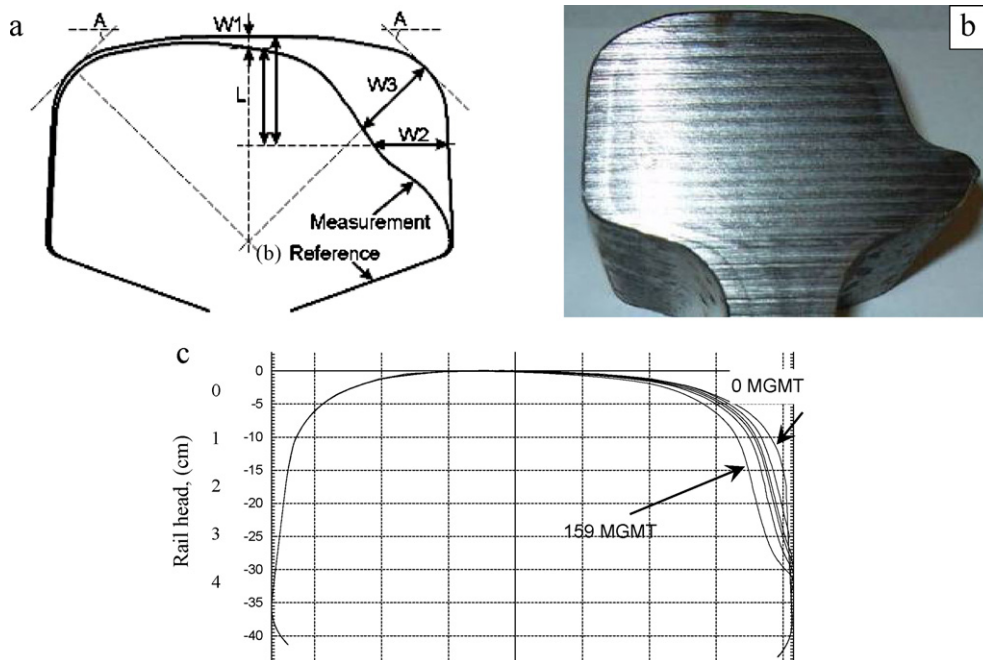 a
A
W1
A
L
W3
W2
Measurement
(b) Reference
b
c
Rail head, (cm)
0
1
2
3
4
0
-5
-10
-15
-20
-25
-30
-35
-40
0 MGMT
159 MGMT